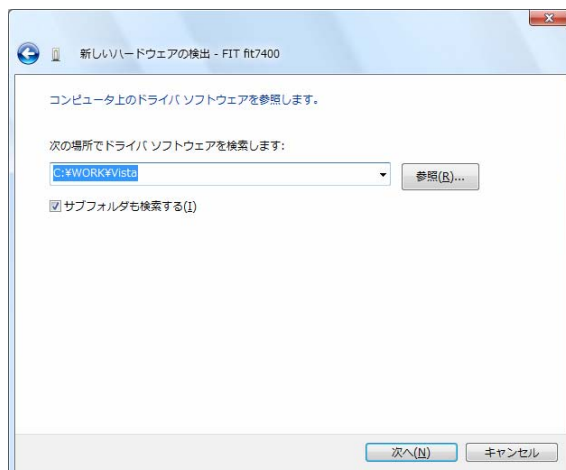 新しいハードウェアの検出 - FIT fit7400
コンピュータ上のドライバ ソフトウェアを参照します。
次の場所でドライバ ソフトウェアを検索します:
C:¥WORK¥Vista
参照(R)...
サブフォルダも検索する(I)
次へ(N)
キャンセル